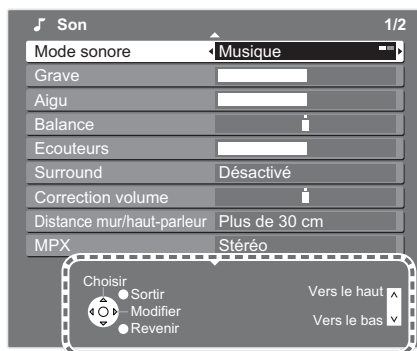 Son 1/2
Mode sonore Musique
Grave
Aigu
Balance
Ecouteurs
Surround Désactivé
Correction volume
Distance mur/haut-parleur Plus de 30 cm
MPX Stéréo
Choisir
Sortir
Modifier
Revenir
Vers le haut
Vers le bas